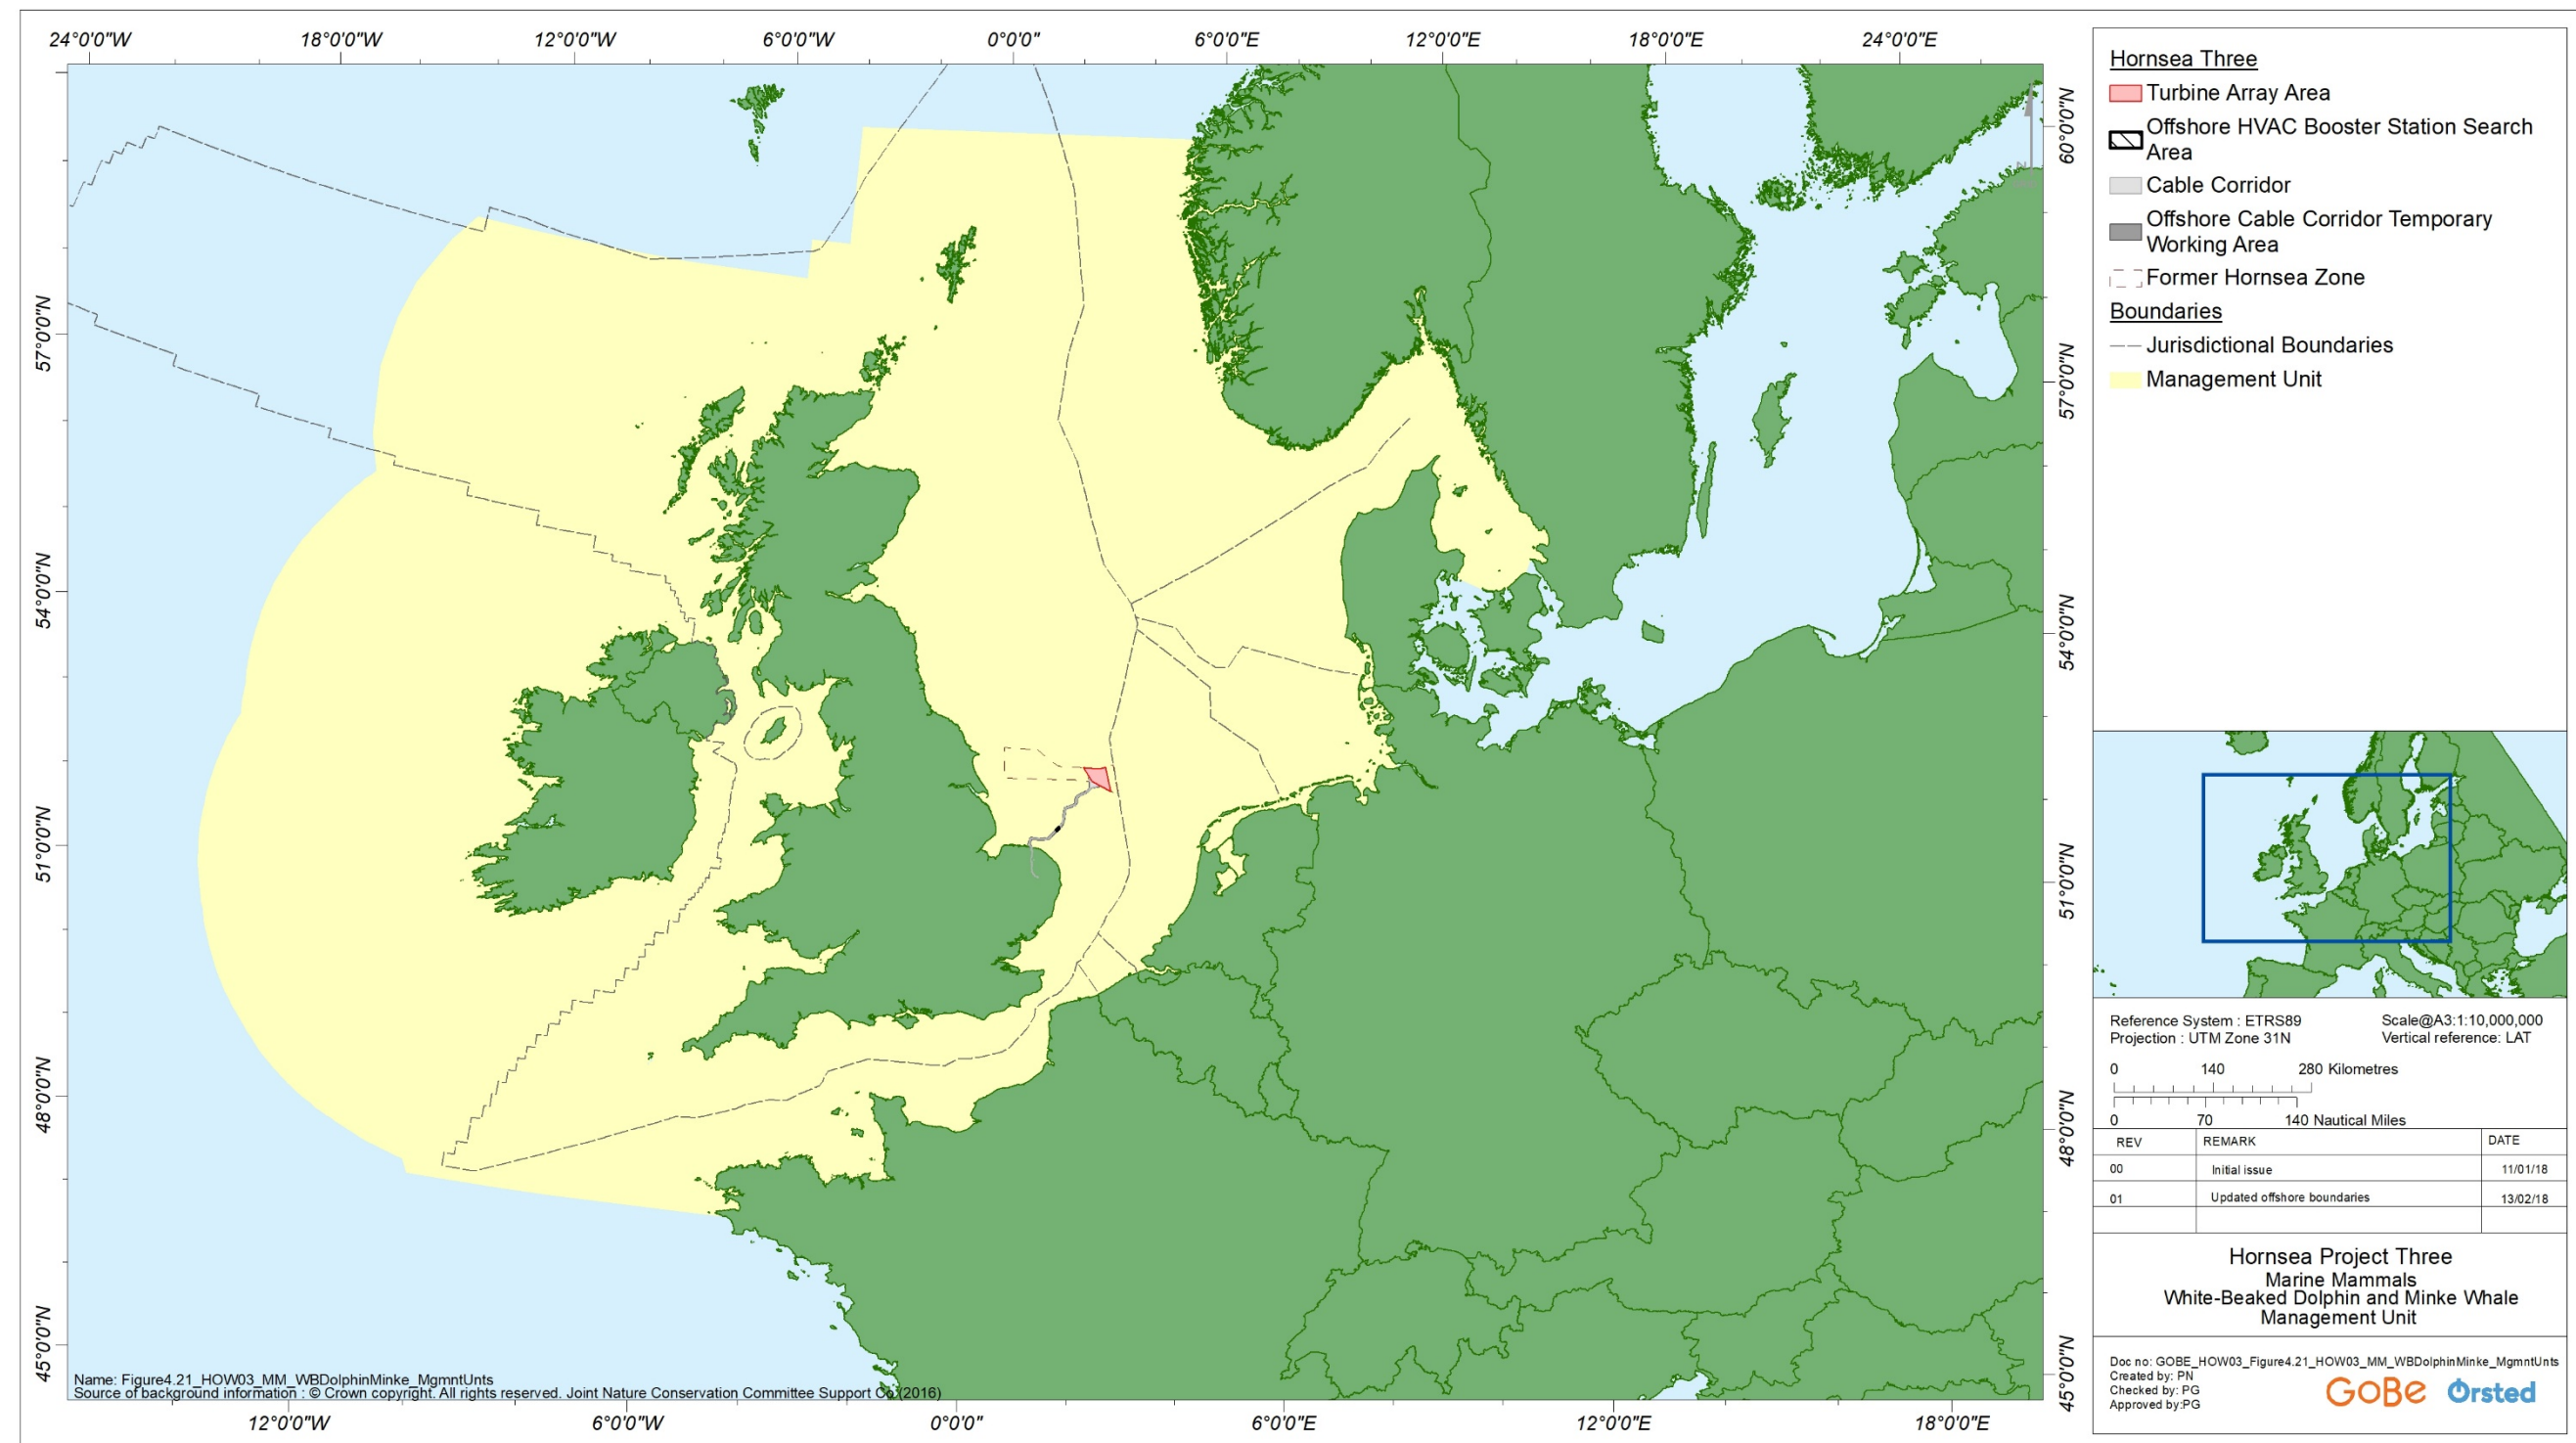 24°0'0"W 18°0'0"W 12°0'0"W 6°0'0"W 0°0'0" 6°0'0"E 12°0'0"E 18°0'0"E 24°0'0"E
57°0'0"N
54°0'0"N
51°0'0"N
48°0'0"N
45°0'0"N
60°0'0"N
57°0'0"N
54°0'0"N
51°0'0"N
48°0'0"N
45°0'0"N
Name: Figure4.21_HOW03_MM_WBDolphinMinke_MgmntUnts
Source of background information : © Crown copyright. All rights reserved. Joint Nature Conservation Committee Support Co (2016)
12°0'0"W 6°0'0"W 0°0'0" 6°0'0"E 12°0'0"E 18°0'0"E
Hornsea Three
Turbine Array Area
Offshore HVAC Booster Station Search
Area
Cable Corridor
Offshore Cable Corridor Temporary
Working Area
Former Hornsea Zone
Boundaries
Jurisdictional Boundaries
Management Unit
Reference System : ETRS89 Scale@A3:1:10,000,000
Projection : UTM Zone 31N Vertical reference: LAT
0 140 280 Kilometres
0 70 140 Nautical Miles
REV REMARK DATE
00 Initial issue 11/01/18
01 Updated offshore boundaries 13/02/18
Hornsea Project Three
Marine Mammals
White-Beaked Dolphin and Minke Whale
Management Unit
Doc no: GOBE_HOW03_Figure4.21_HOW03_MM_WBDolphinMinke_MgmntUnts
Created by: PN
Checked by: PG
Approved by:PG
GoBe Ørsted